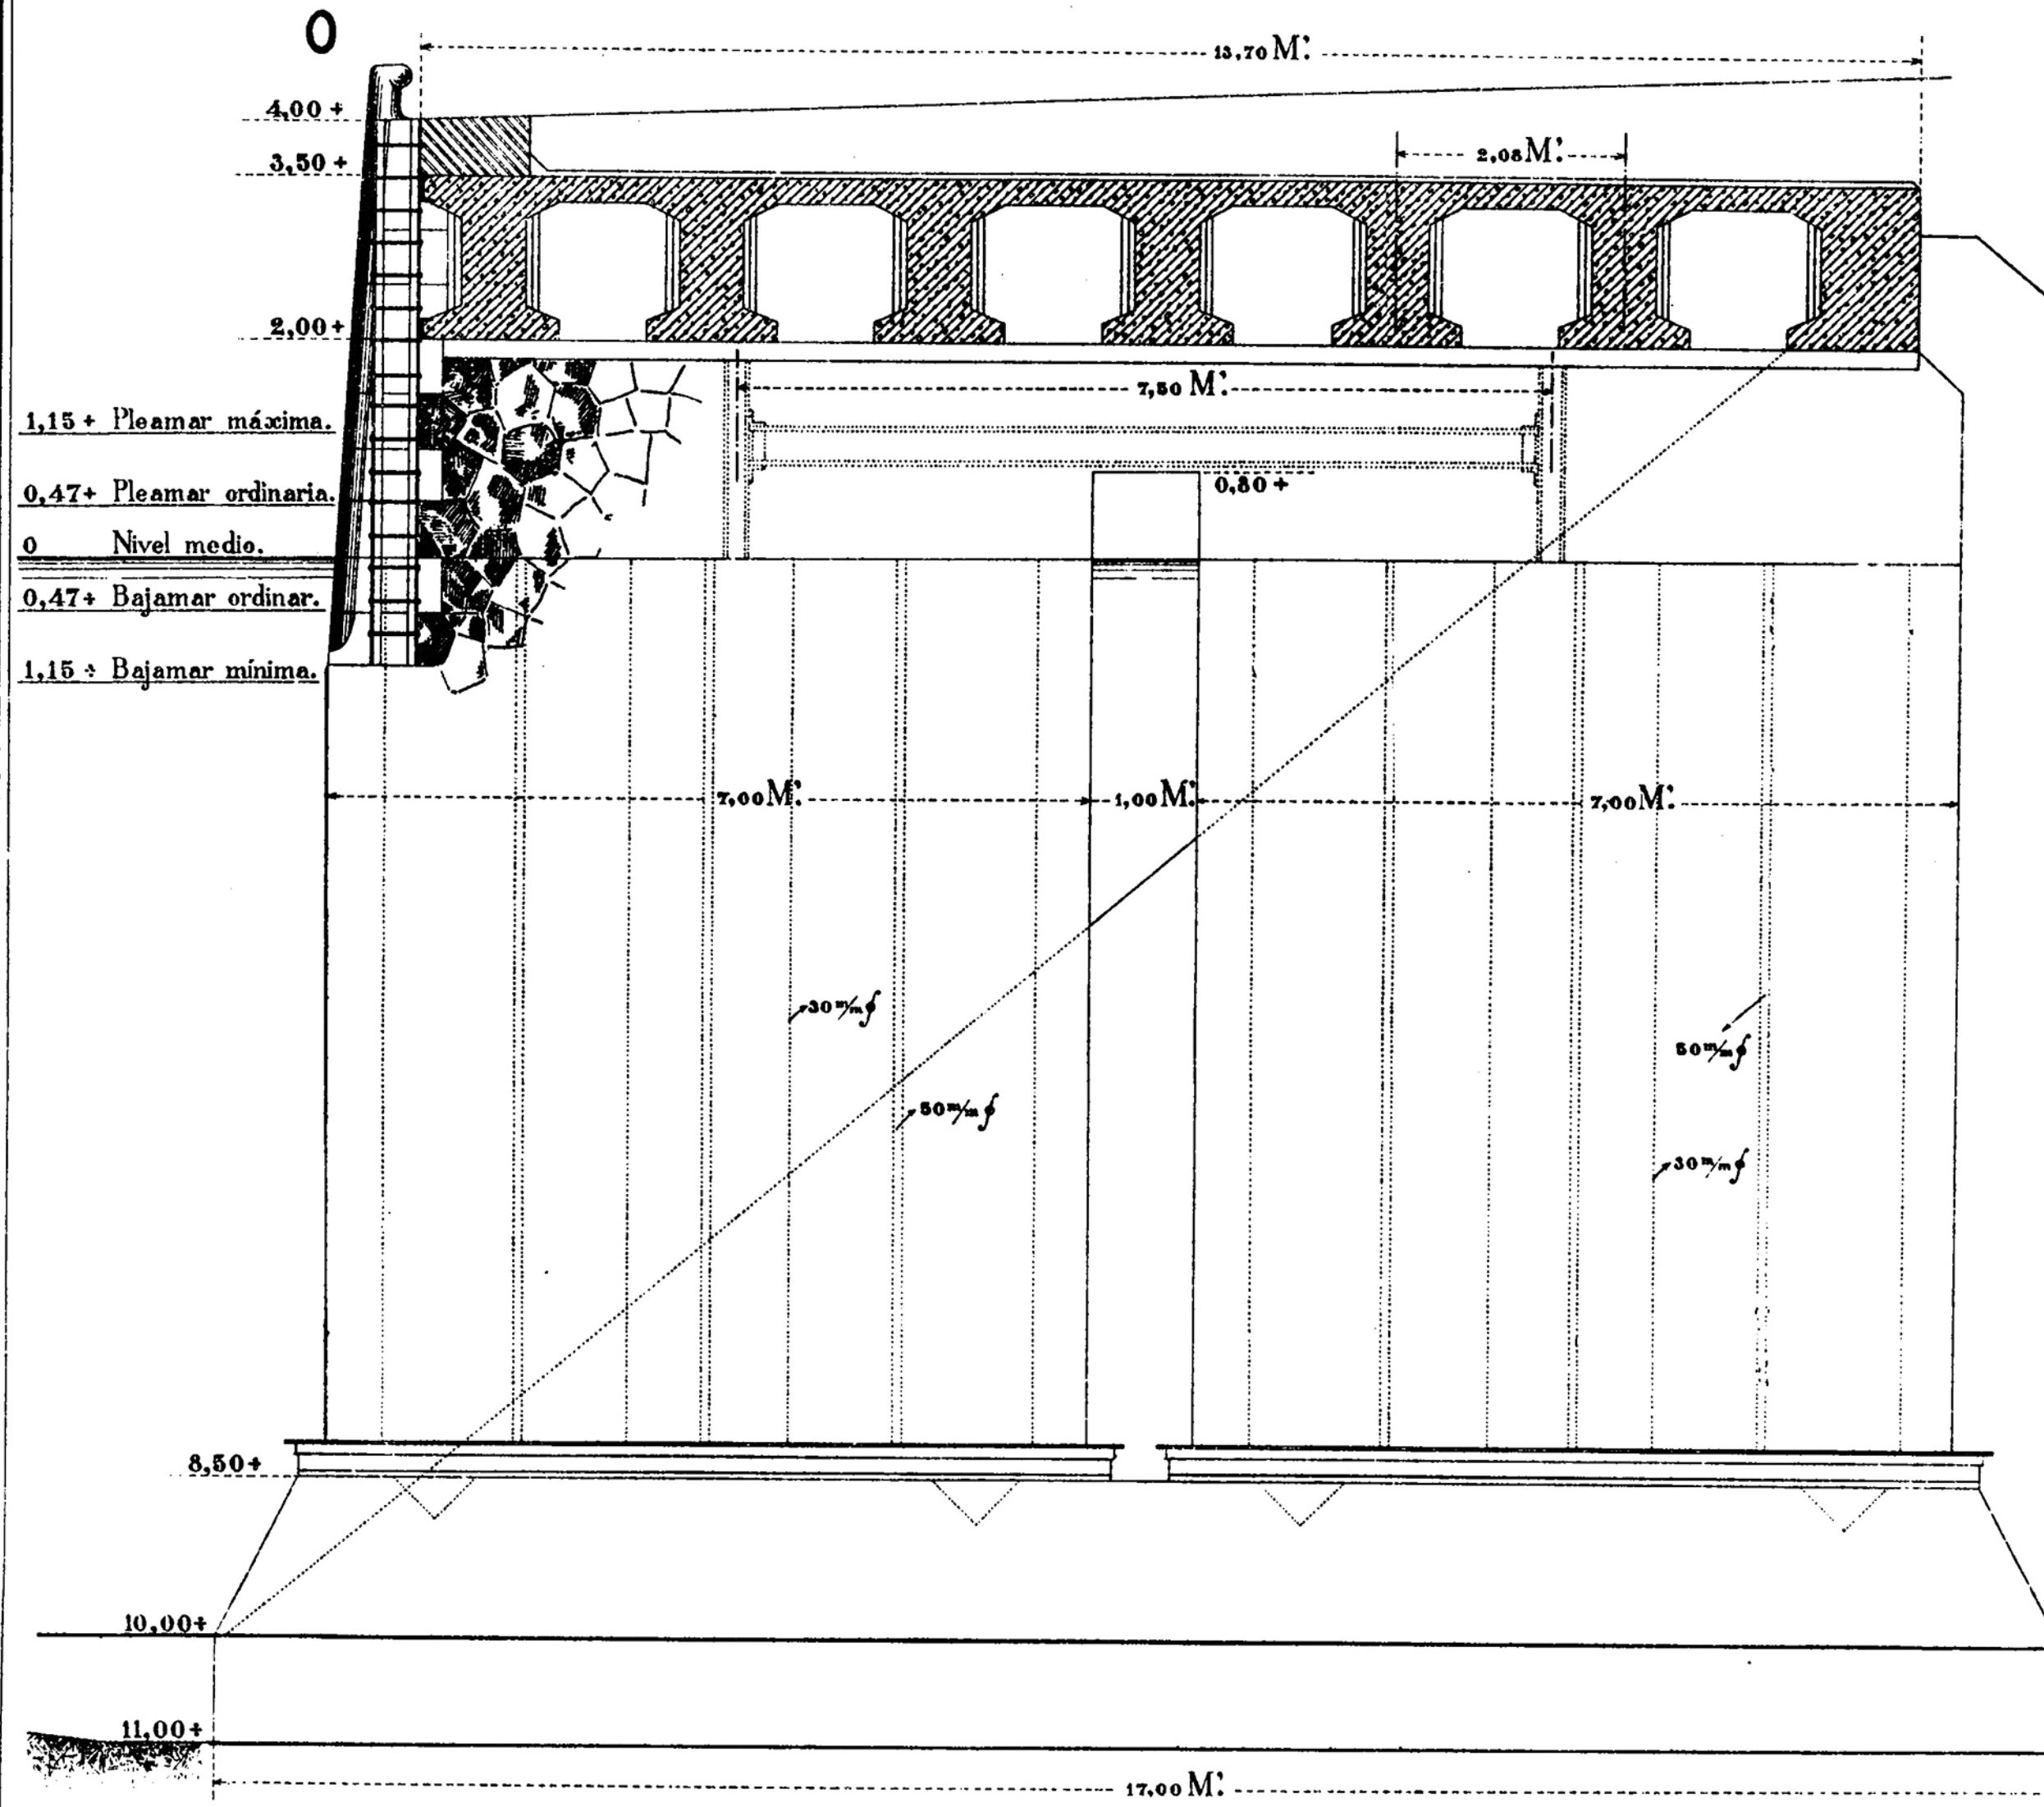 O
13,70 M:
4,00 +
3,50 +
2,08 M:
2,00 +
7,50 M:
1,15 + Pleamar máxima.
0,47 + Pleamar ordinaria.
0,80 +
0 Nivel medio.
0,47 + Bajamar ordinar.
1,15 ÷ Bajamar mínima.
7,00 M: 1,00 M: 7,00 M:
30 m/m
50 m/m
50 m/m
30 m/m
8,50 +
10,00 +
11,00 +
17,00 M: